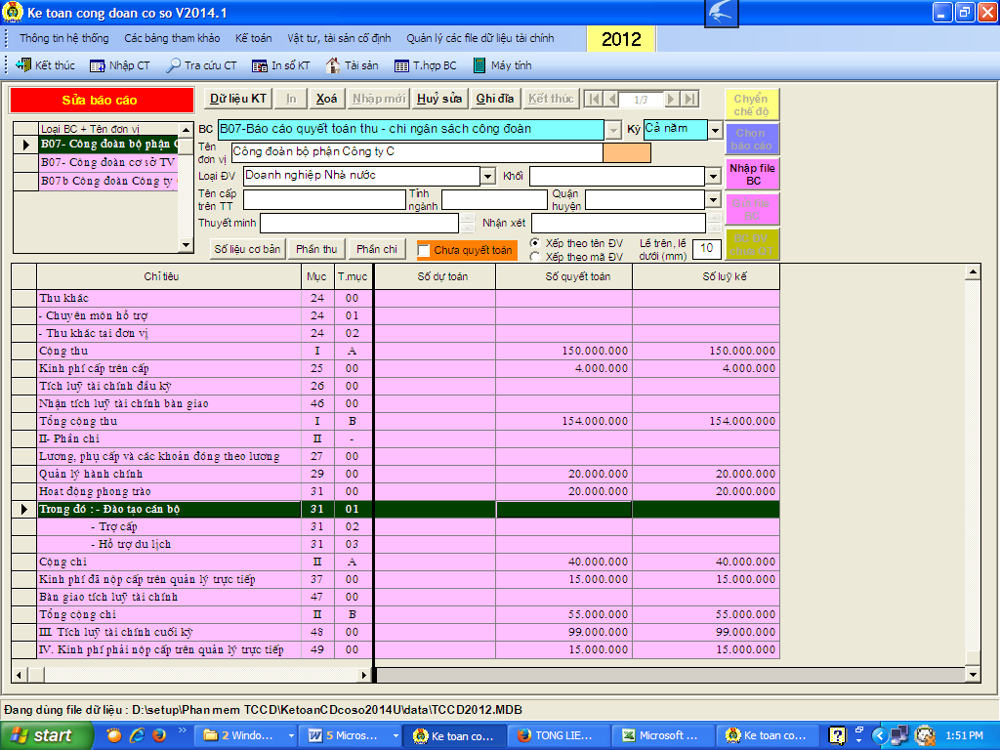 Ke toan cong doan co so V2014.1
Thông tin hệ thống Các bảng tham khảo Kế toán Vật tư, tài sản cố định Quản lý các file dữ liệu tài chính 2012
Kết thúc Nhập CT Tra cứu CT In số KT Tài sản T.hợp BC Máy tính
Sửa báo cáo
Dữ liệu KT In Xoá Nhập mới Huỷ sửa Ghi đĩa Kết thúc 1/3
Chyển chế độ
Chọn báo cáo
Nhập file BC
Gửi file BC
Loại BC + Tên đơn vị
B07- Công đoàn bộ phận C
B07- Công đoàn cơ sở TV
B07b Công đoàn Công ty
BC B07-Báo cáo quyết toán thu - chi ngân sách công đoàn Kỳ Cả năm
Tên đơn vị Công đoàn bộ phận Công ty C
Loại ĐV Doanh nghiệp Nhà nước Khối
Tên cấp trên TT Tỉnh ngành Quận huyện
Thuyết minh Nhận xét
Số liệu cơ bản Phần thu Phần chi Chưa quyết toán Xếp theo tên ĐV Lề trên, lề dưới (mm) 10
Xếp theo mã ĐV
Chỉ tiêu Mục T.mục Số dự toán Số quyết toán Số luỹ kế
Thu khác 24 00
- Chuyên môn hỗ trợ 24 01
- Thu khác tại đơn vị 24 02
Cộng thu I A 150.000.000 150.000.000
Kinh phí cấp trên cấp 25 00 4.000.000 4.000.000
Tích luỹ tài chính đầu kỳ 26 00
Nhận tích luỹ tài chính bàn giao 46 00
Tổng cộng thu I B 154.000.000 154.000.000
II- Phần chi II -
Lương, phụ cấp và các khoản đóng theo lương 27 00
Quản lý hành chính 29 00 20.000.000 20.000.000
Hoạt động phong trào 31 00 20.000.000 20.000.000
Trong đó : - Đào tạo cán bộ 31 01
- Trợ cấp 31 02
- Hỗ trợ du lịch 31 03
Cộng chi II A 40.000.000 40.000.000
Kinh phí đã nộp cấp trên quản lý trực tiếp 37 00 15.000.000 15.000.000
Bàn giao tích luỹ tài chính 47 00
Tổng cộng chi II B 55.000.000 55.000.000
III. Tích luỹ tài chính cuối kỳ 48 00 99.000.000 99.000.000
IV. Kinh phí phải nộp cấp trên quản lý trực tiếp 49 00 15.000.000 15.000.000
Đang dùng file dữ liệu : D:\setup\Phan mem TCCD\KetoanCDcoso2014U\data\TCCD2012.MDB
start 2 Windo... 5 Micros... Ke toan co... TONG LIE... Microsoft ... Ke toan co... 1:51 PM